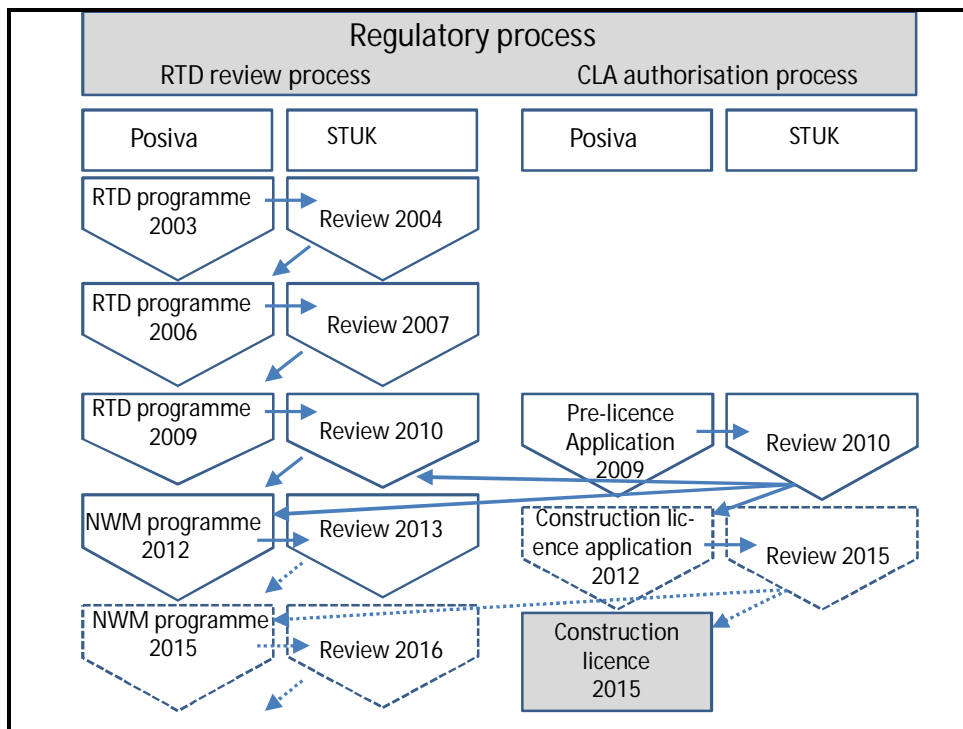 Regulatory process
RTD review process
CLA authorisation process
Posiva
STUK
Posiva
STUK
RTD programme
2003
Review 2004
RTD programme
2006
Review 2007
RTD programme
2009
Review 2010
Pre-licence
Application
2009
Review 2010
NWM programme
2012
Review 2013
Construction lic-
ence application
2012
Review 2015
NWM programme
2015
Review 2016
Construction
licence
2015